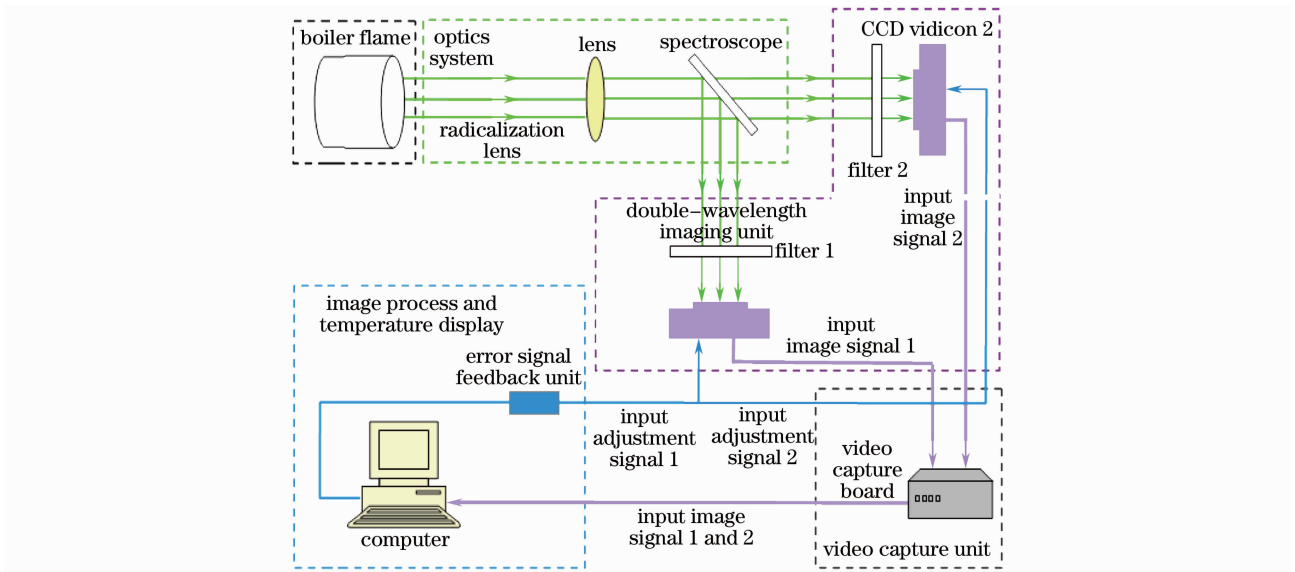 boiler flame
optics
system
lens
spectroscope
CCD vidicon 2
radicalization
lens
filter 2
input
image
signal 2
double−wavelength
imaging unit
filter 1
image process and
temperature display
input
image signal 1
error signal
feedback unit
input
adjustment
signal 1
input
adjustment
signal 2
video
capture
board
computer
input image
signal 1 and 2
video capture unit